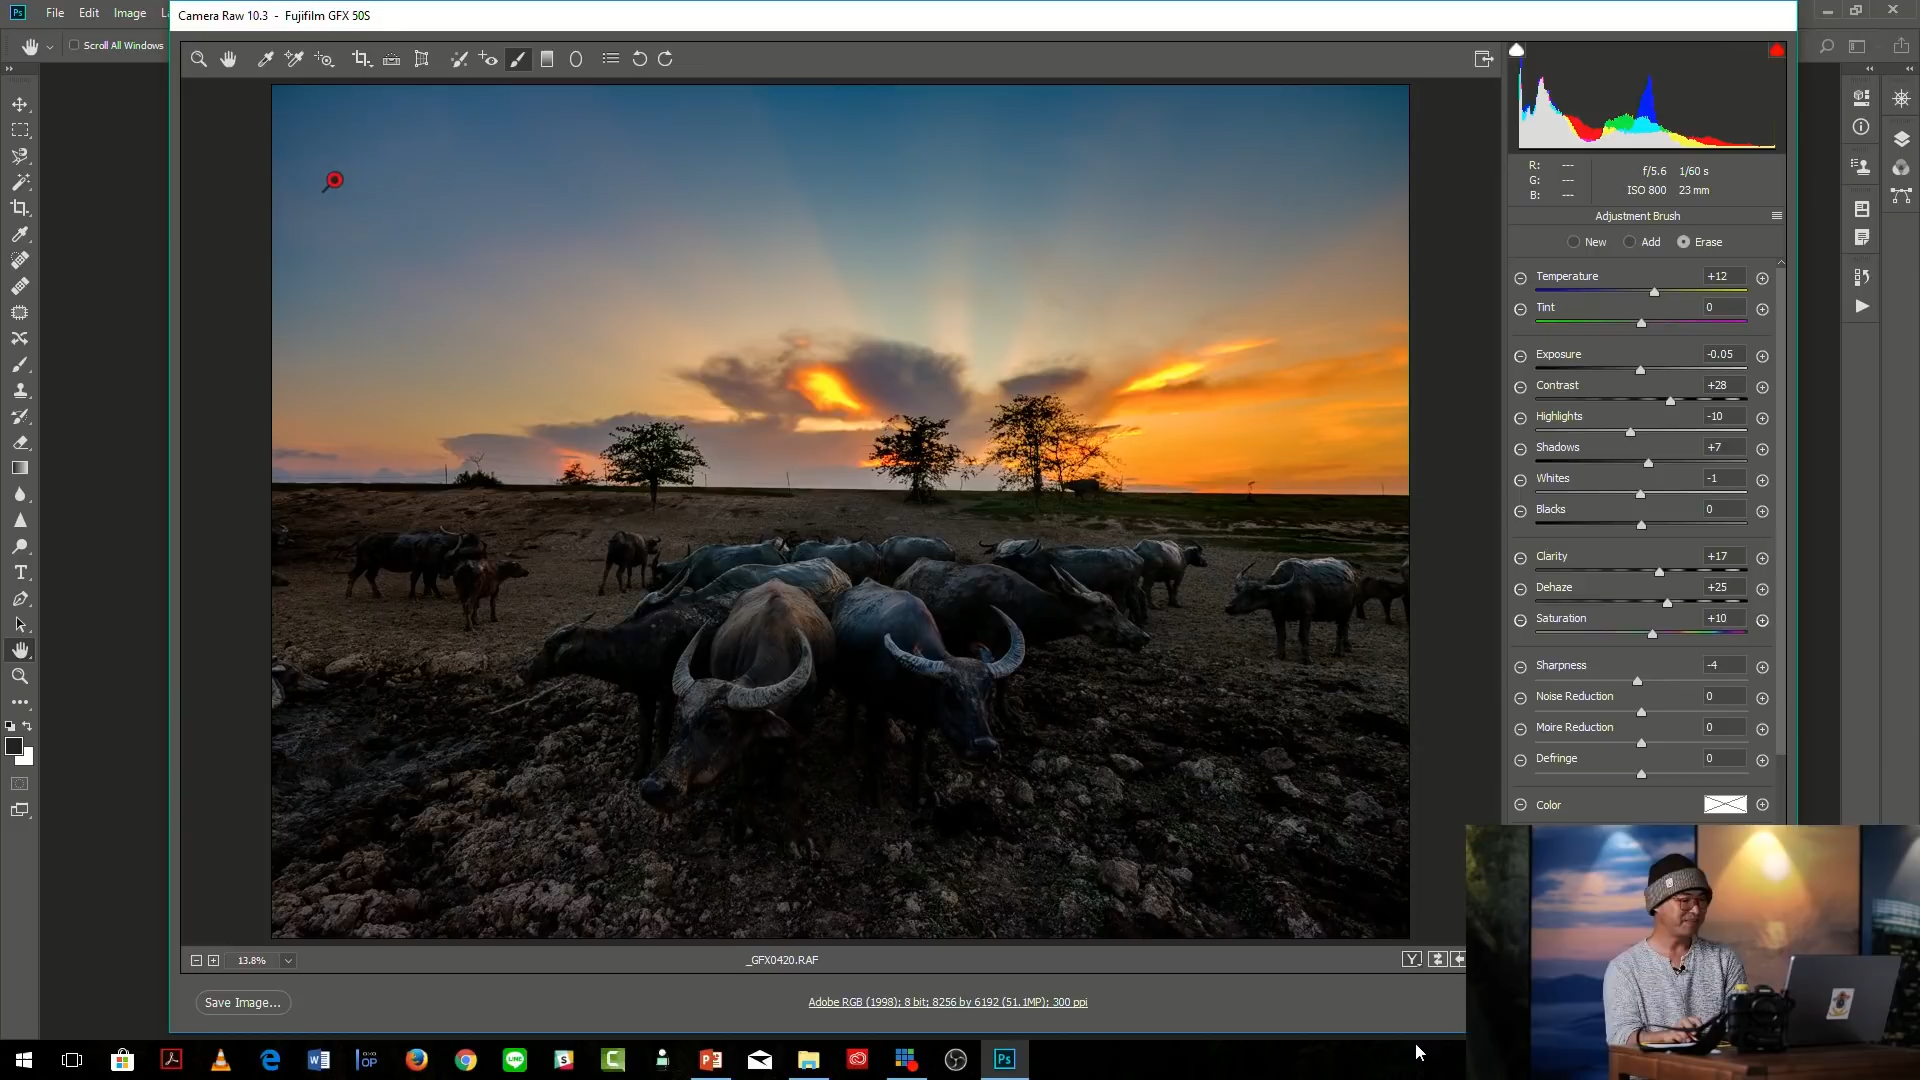 Camera Raw 10.3 - Fujifilm GFX 50S
Ps File Edit Image
Scroll All Windows
R: ---
G: ---
B: ---
f/5.6 1/60 s
ISO 800 23 mm
Adjustment Brush
New Add Erase
Temperature +12
Tint 0
Exposure -0.05
Contrast +28
Highlights -10
Shadows +7
Whites -1
Blacks 0
Clarity +17
Dehaze +25
Saturation +10
Sharpness -4
Noise Reduction 0
Moire Reduction 0
Defringe 0
Color
13.8%
_GFX0420.RAF
Y
Save Image...
Adobe RGB (1998); 8 bit; 8256 by 6192 (51.1MP); 300 ppi
LINE
Ps